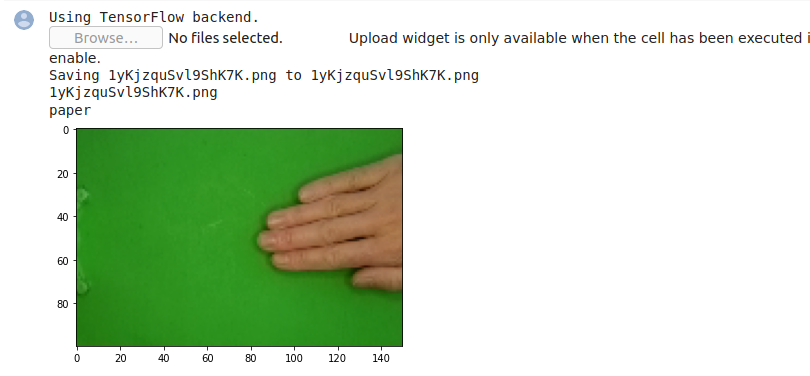 Using TensorFlow backend.
Browse... No files selected. Upload widget is only available when the cell has been executed i
enable.
Saving 1yKjzquSvl9ShK7K.png to 1yKjzquSvl9ShK7K.png
1yKjzquSvl9ShK7K.png
paper
0
20
40
60
80
0 20 40 60 80 100 120 140